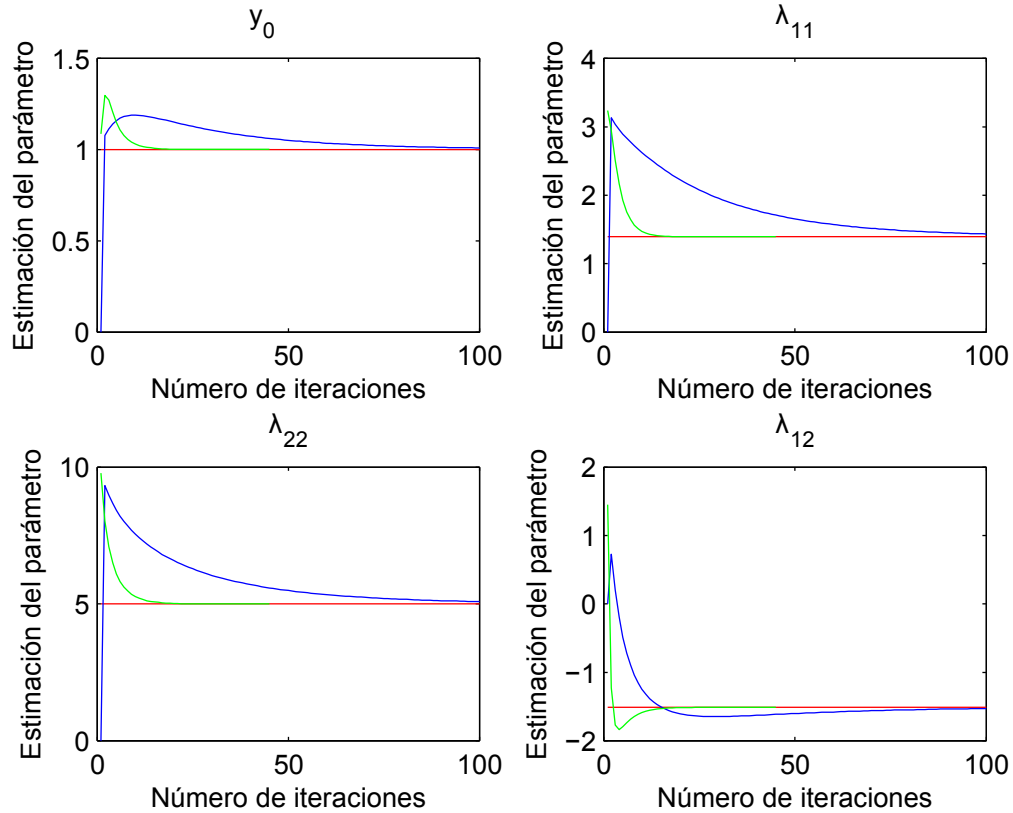 y0
Estimación del parámetro
1.5
1
0.5
0
0
50
100
Número de iteraciones
λ11
Estimación del parámetro
4
3
2
1
0
0
50
100
Número de iteraciones
λ22
Estimación del parámetro
10
5
0
0
50
100
Número de iteraciones
λ12
Estimación del parámetro
2
1
0
−1
−2
0
50
100
Número de iteraciones